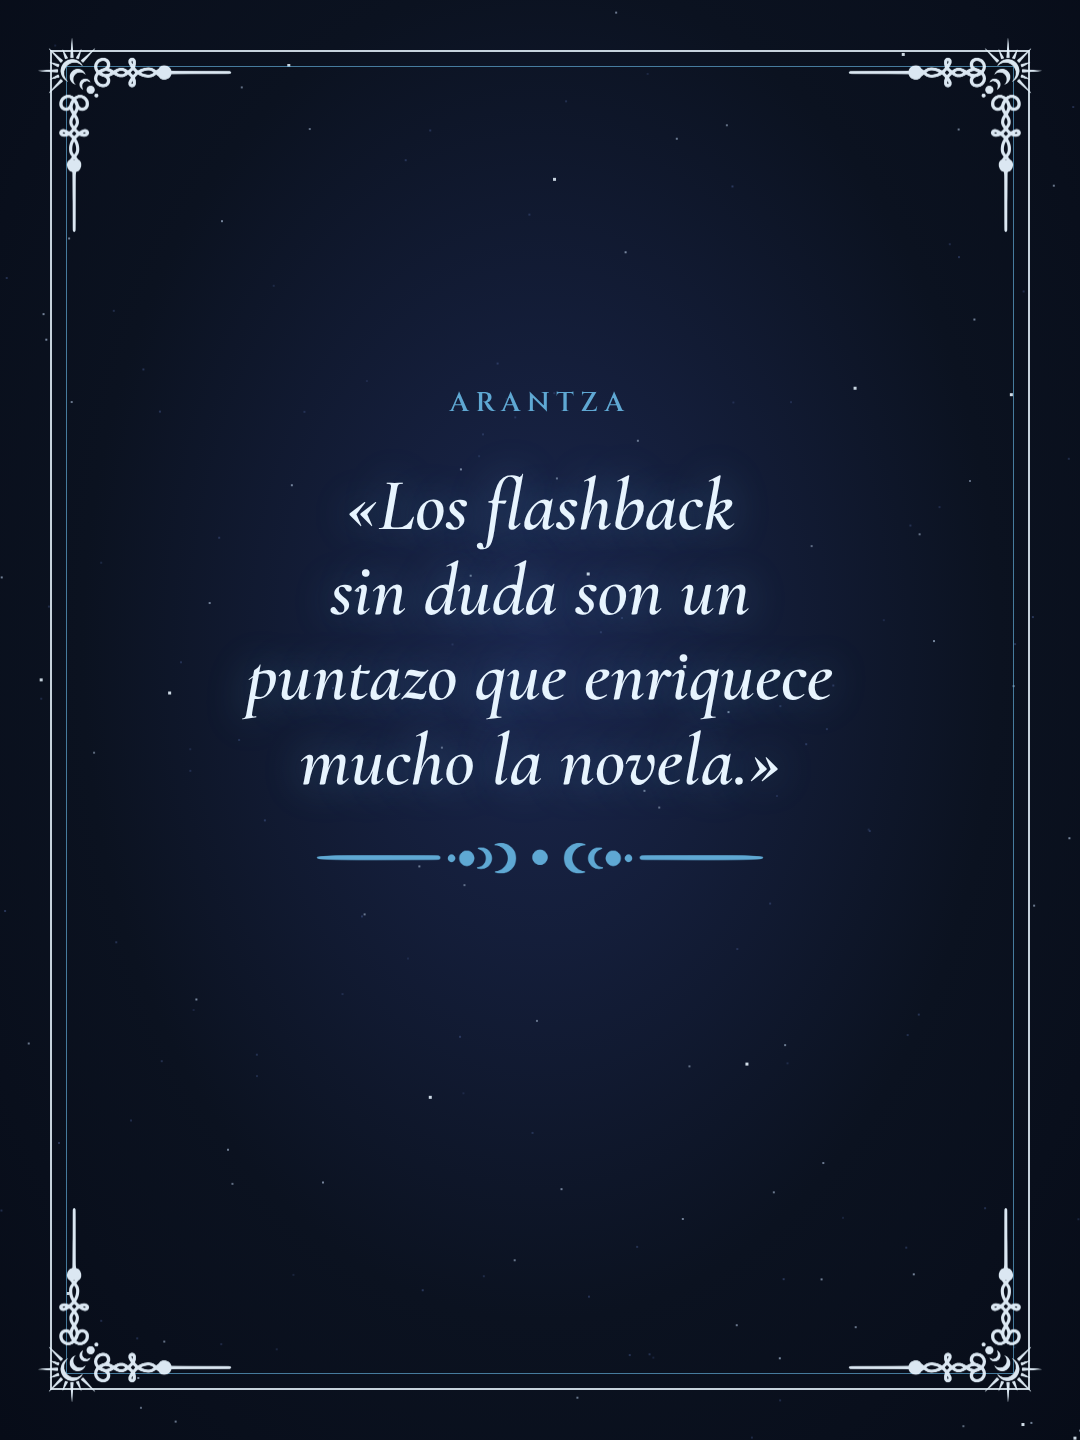 ARANTZA
«Los flashback
sin duda son un
puntazo que enriquece
mucho la novela.»